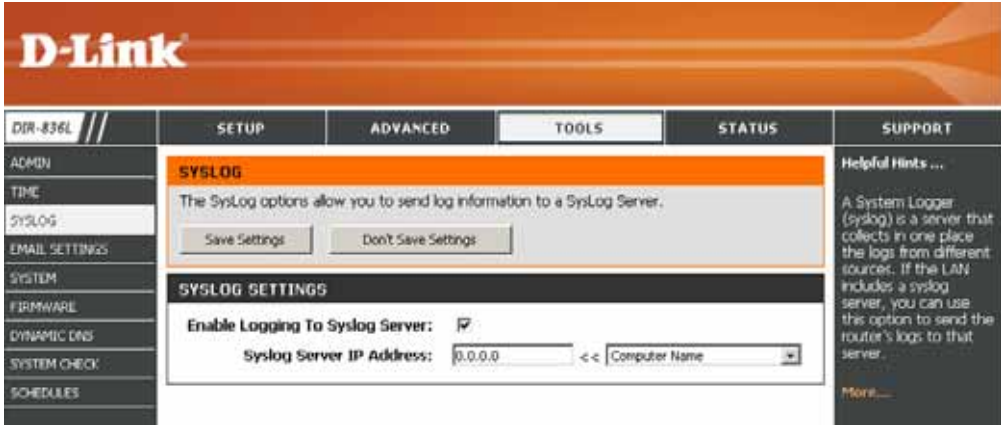 D-Link
DIR-836L
SETUP
ADVANCED
TOOLS
STATUS
SUPPORT
ADMIN
TIME
SYSLOG
EMAIL SETTINGS
SYSTEM
FIRMWARE
DYNAMIC DNS
SYSTEM CHECK
SCHEDULES
SYSLOG
The SysLog options allow you to send log information to a SysLog Server.
Save Settings
Don't Save Settings
SYSLOG SETTINGS
Enable Logging To Syslog Server:
Syslog Server IP Address:
0.0.0.0
<<
Computer Name
Helpful Hints ...
A System Logger
(syslog) is a server that
collects in one place
the logs from different
sources. If the LAN
includes a syslog
server, you can use
this option to send the
router's logs to that
server.
More...